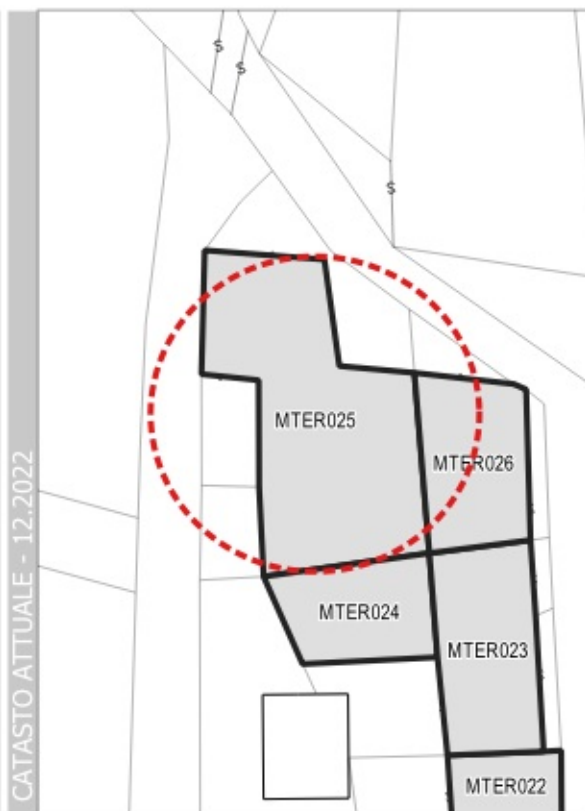 CATASTO ATTUALE - 12.2022
$
$
$
MTER025
MTER026
MTER024
MTER023
MTER022